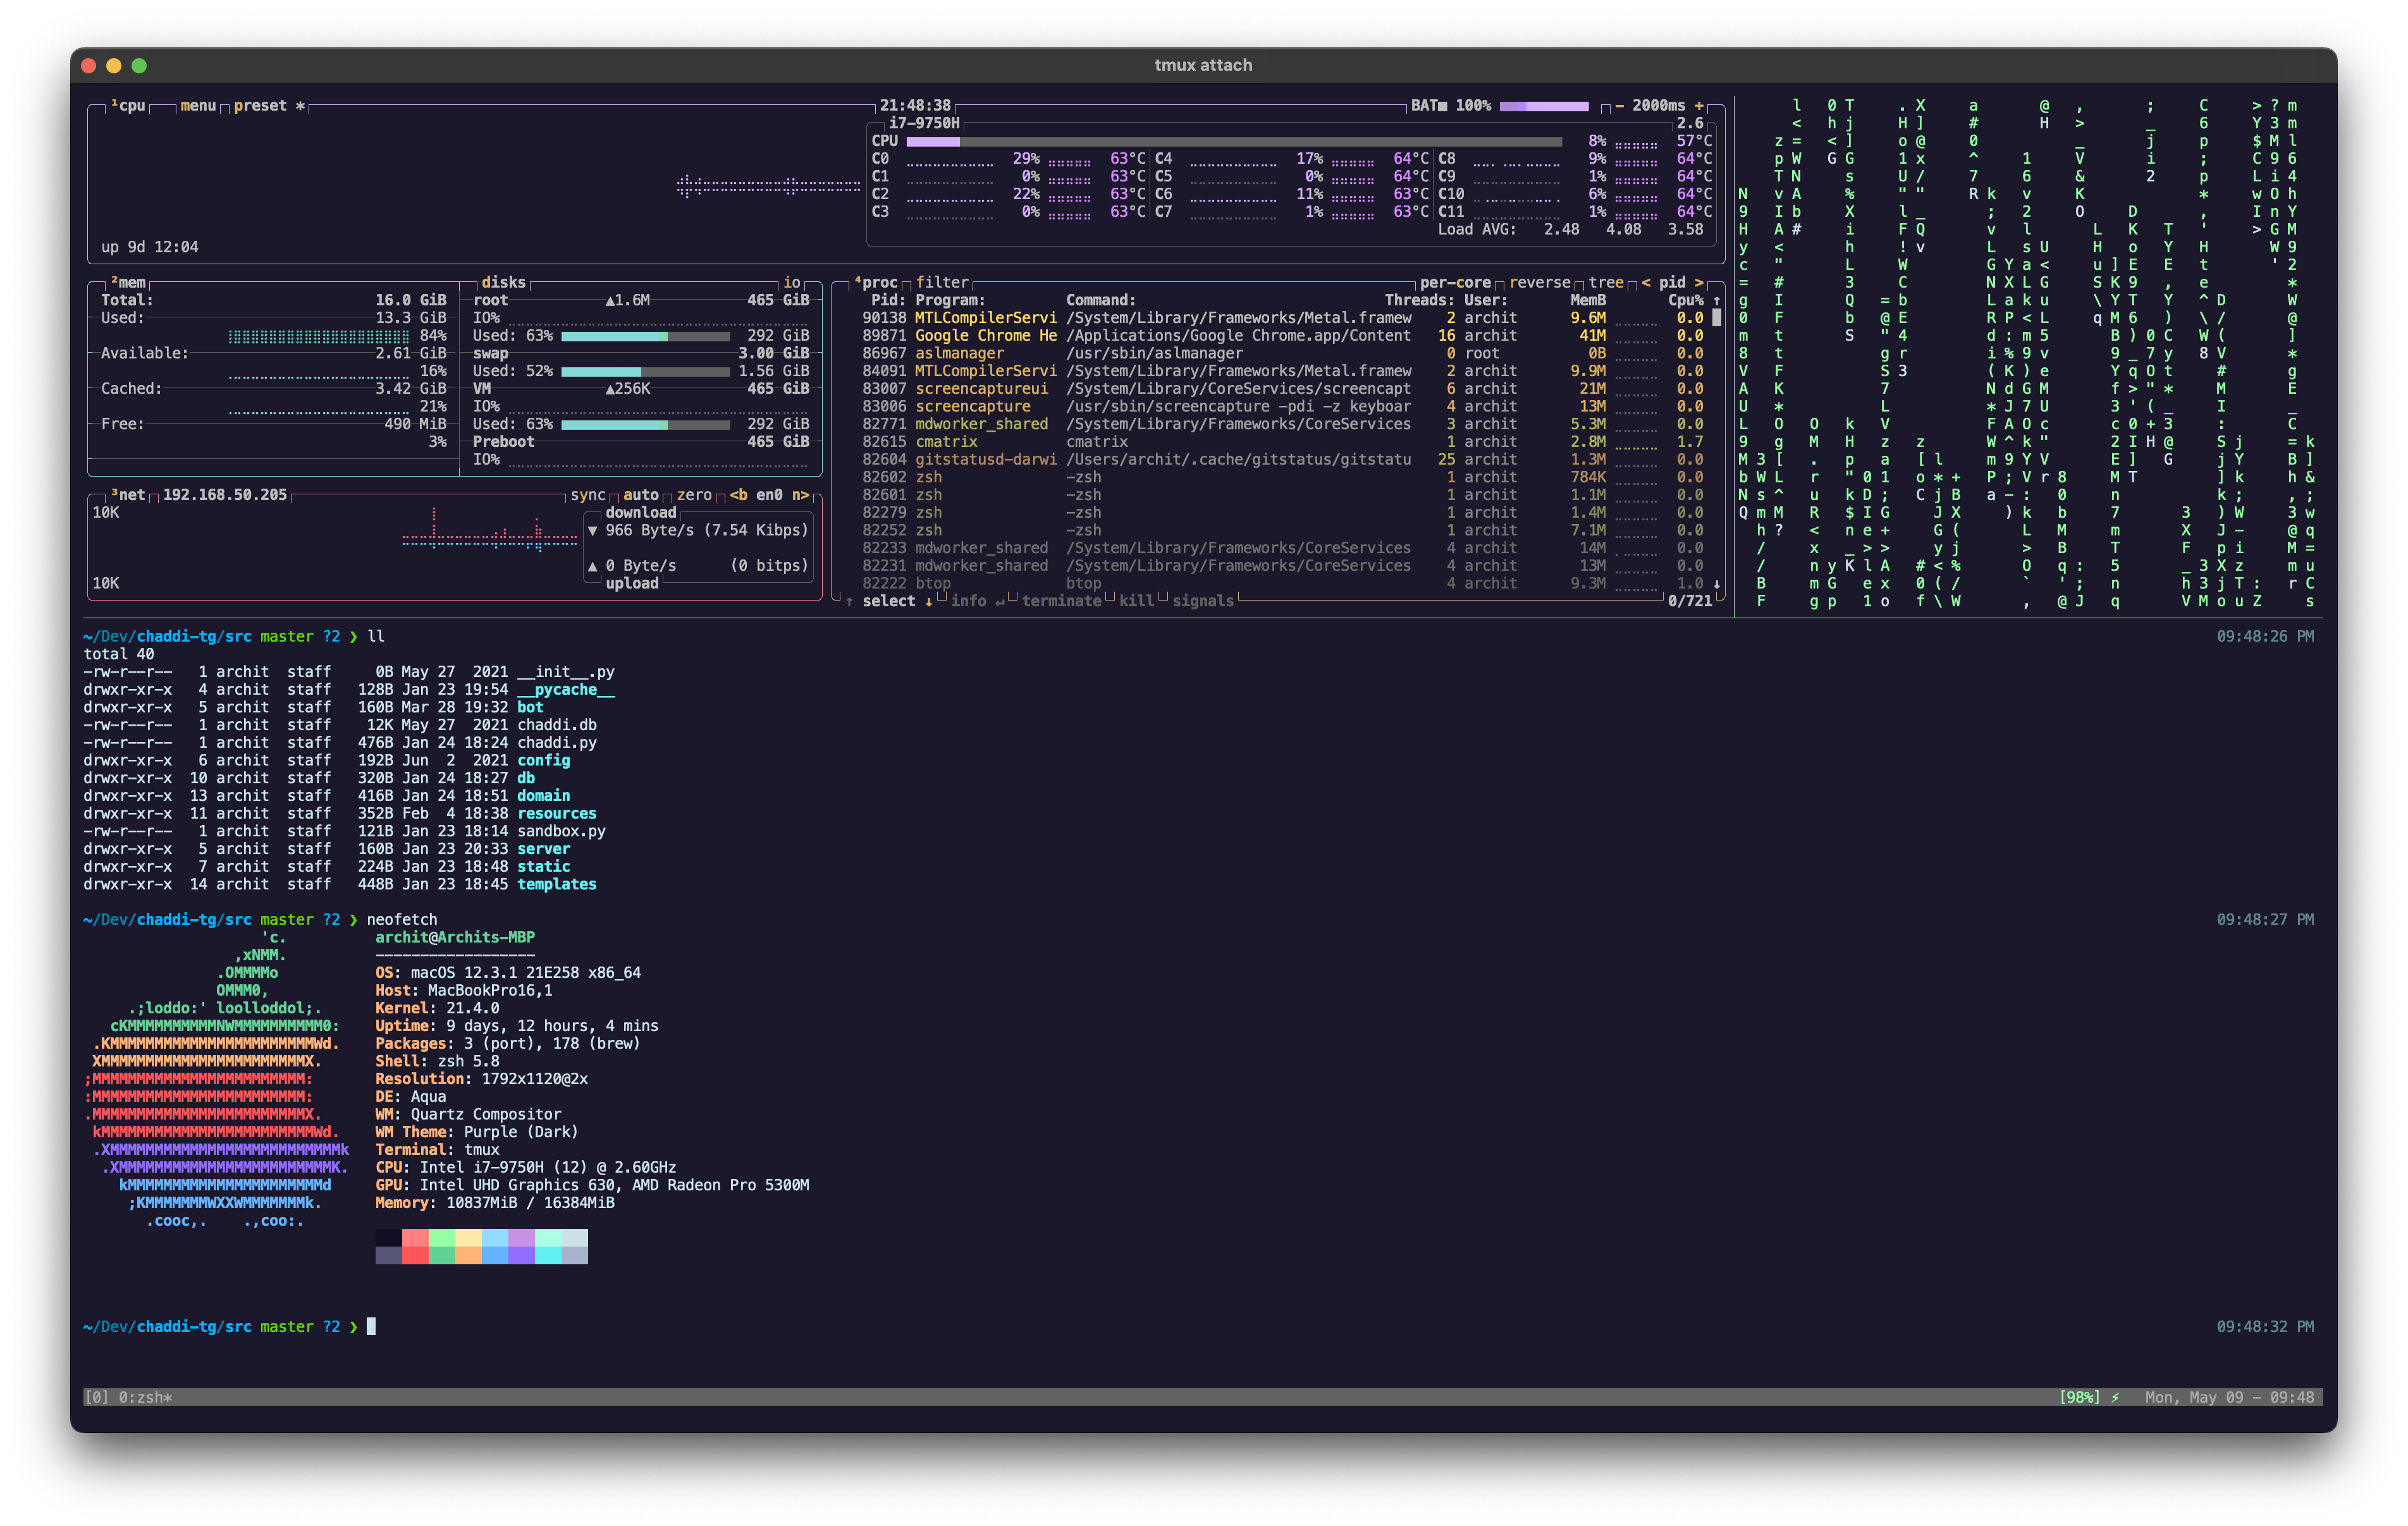 tmux attach
¹cpu menu preset * 21:48:38 BAT■ 100% - 2000ms +
i7-9750H 2.6
CPU 8% 57°C
C0 29% 63°C C4 17% 64°C C8 9% 64°C
C1 0% 63°C C5 0% 64°C C9 1% 64°C
C2 22% 63°C C6 11% 63°C C10 6% 64°C
C3 0% 63°C C7 1% 63°C C11 1% 64°C
Load AVG: 2.48 4.08 3.58
up 9d 12:04
²mem
Total: 16.0 GiB
Used: 13.3 GiB
84%
Available: 2.61 GiB
16%
Cached: 3.42 GiB
21%
Free: 490 MiB
3%
disks io
root ▲1.6M 465 GiB
IO%
Used: 63% 292 GiB
swap 3.00 GiB
Used: 52% 1.56 GiB
VM ▲256K 465 GiB
IO%
Used: 63% 292 GiB
Preboot 465 GiB
IO%
³net 192.168.50.205 sync auto zero <b en0 n>
10K
download
▼ 966 Byte/s (7.54 Kibps)
▲ 0 Byte/s (0 bitps)
upload
10K
⁴proc filter per-core reverse tree < pid >
Pid: Program: Command: Threads: User: MemB Cpu% ↑
90138 MTLCompilerServi /System/Library/Frameworks/Metal.framew 2 archit 9.6M 0.0
89871 Google Chrome He /Applications/Google Chrome.app/Content 16 archit 41M 0.0
86967 aslmanager /usr/sbin/aslmanager 0 root 0B 0.0
84091 MTLCompilerServi /System/Library/Frameworks/Metal.framew 2 archit 9.9M 0.0
83007 screencaptureui /System/Library/CoreServices/screencapt 6 archit 21M 0.0
83006 screencapture /usr/sbin/screencapture -pdi -z keyboar 4 archit 13M 0.0
82771 mdworker_shared /System/Library/Frameworks/CoreServices 3 archit 5.3M 0.0
82615 cmatrix cmatrix 1 archit 2.8M 1.7
82604 gitstatusd-darwi /Users/archit/.cache/gitstatus/gitstatu 25 archit 1.3M 0.0
82602 zsh -zsh 1 archit 784K 0.0
82601 zsh -zsh 1 archit 1.1M 0.0
82279 zsh -zsh 1 archit 1.4M 0.0
82252 zsh -zsh 1 archit 7.1M 0.0
82233 mdworker_shared /System/Library/Frameworks/CoreServices 4 archit 14M 0.0
82231 mdworker_shared /System/Library/Frameworks/CoreServices 4 archit 13M 0.0
82222 btop btop 4 archit 9.3M 1.0 ↓
↑ select ↓ info ↵ terminate kill signals 0/721
~/Dev/chaddi-tg/src master ?2 ❯ ll 09:48:26 PM
total 40
-rw-r--r-- 1 archit staff 0B May 27 2021 __init__.py
drwxr-xr-x 4 archit staff 128B Jan 23 19:54 __pycache__
drwxr-xr-x 5 archit staff 160B Mar 28 19:32 bot
-rw-r--r-- 1 archit staff 12K May 27 2021 chaddi.db
-rw-r--r-- 1 archit staff 476B Jan 24 18:24 chaddi.py
drwxr-xr-x 6 archit staff 192B Jun 2 2021 config
drwxr-xr-x 10 archit staff 320B Jan 24 18:27 db
drwxr-xr-x 13 archit staff 416B Jan 24 18:51 domain
drwxr-xr-x 11 archit staff 352B Feb 4 18:38 resources
-rw-r--r-- 1 archit staff 121B Jan 23 18:14 sandbox.py
drwxr-xr-x 5 archit staff 160B Jan 23 20:33 server
drwxr-xr-x 7 archit staff 224B Jan 23 18:48 static
drwxr-xr-x 14 archit staff 448B Jan 23 18:45 templates
~/Dev/chaddi-tg/src master ?2 ❯ neofetch 09:48:27 PM
'c. archit@Archits-MBP
,xNMM. ------------------
.OMMMMo OS: macOS 12.3.1 21E258 x86_64
OMMM0, Host: MacBookPro16,1
.;loddo:' loolloddol;. Kernel: 21.4.0
cKMMMMMMMMMMNWMMMMMMMMMM0: Uptime: 9 days, 12 hours, 4 mins
.KMMMMMMMMMMMMMMMMMMMMMMMWd. Packages: 3 (port), 178 (brew)
XMMMMMMMMMMMMMMMMMMMMMMMX. Shell: zsh 5.8
;MMMMMMMMMMMMMMMMMMMMMMMM: Resolution: 1792x1120@2x
:MMMMMMMMMMMMMMMMMMMMMMMM: DE: Aqua
.MMMMMMMMMMMMMMMMMMMMMMMMX. WM: Quartz Compositor
kMMMMMMMMMMMMMMMMMMMMMMMMWd. WM Theme: Purple (Dark)
.XMMMMMMMMMMMMMMMMMMMMMMMMMMk Terminal: tmux
.XMMMMMMMMMMMMMMMMMMMMMMMMK. CPU: Intel i7-9750H (12) @ 2.60GHz
kMMMMMMMMMMMMMMMMMMMMMMd GPU: Intel UHD Graphics 630, AMD Radeon Pro 5300M
;KMMMMMMMWXXWMMMMMMMk. Memory: 10837MiB / 16384MiB
.cooc,. .,coo:.
~/Dev/chaddi-tg/src master ?2 ❯ 09:48:32 PM
[0] 0:zsh* [98%] ⚡ Mon, May 09 - 09:48